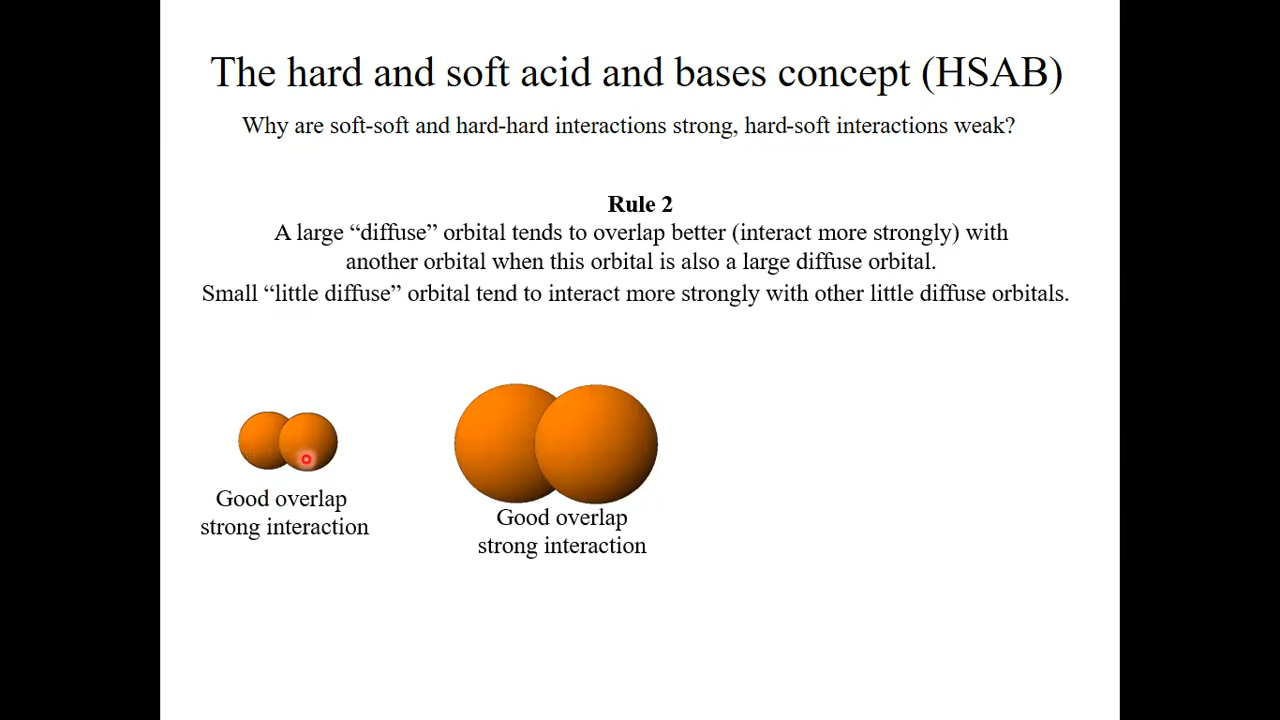 The hard and soft acid and bases concept (HSAB)
Why are soft-soft and hard-hard interactions strong, hard-soft interactions weak?
Rule 2
A large “diffuse” orbital tends to overlap better (interact more strongly) with
another orbital when this orbital is also a large diffuse orbital.
Small “little diffuse” orbital tend to interact more strongly with other little diffuse orbitals.
Good overlap
strong interaction
Good overlap
strong interaction